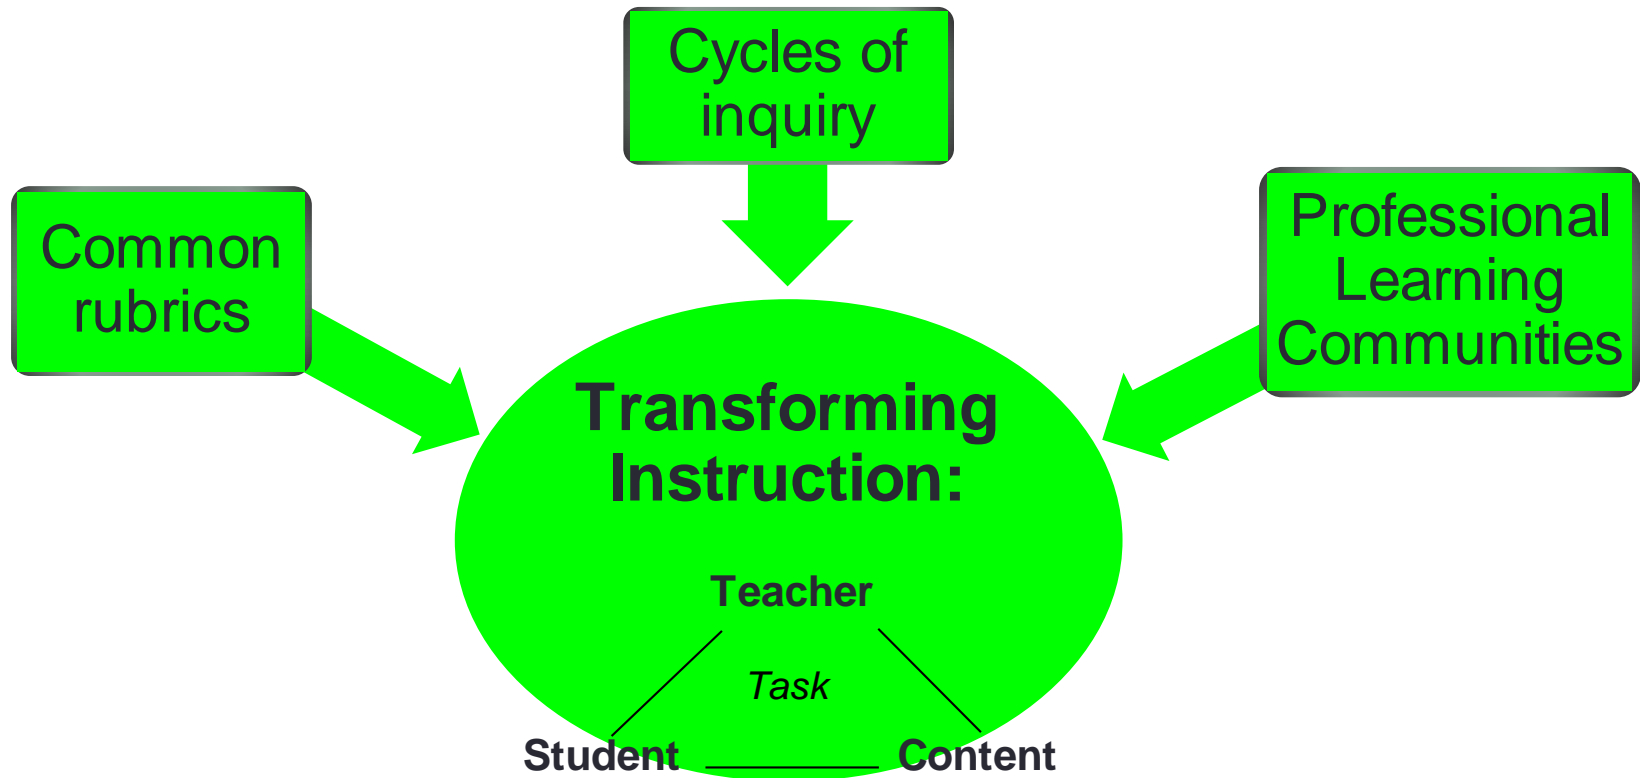 Cycles of
inquiry
Common
rubrics
Professional
Learning
Communities
Transforming
Instruction:
Teacher
Task
Student
Content